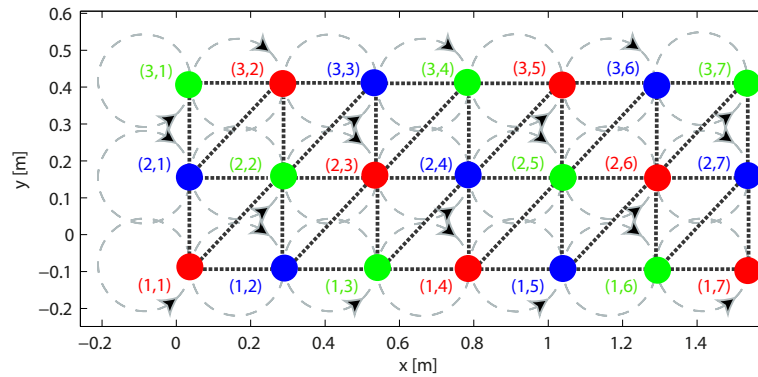 0.6
0.5
0.4
0.3
0.2
0.1
0
−0.1
−0.2
y [m]
(3,1) (3,2) (3,3) (3,4) (3,5) (3,6) (3,7)
(2,1) (2,2) (2,3) (2,4) (2,5) (2,6) (2,7)
(1,1) (1,2) (1,3) (1,4) (1,5) (1,6) (1,7)
−0.2 0 0.2 0.4 0.6 0.8 1 1.2 1.4
x [m]